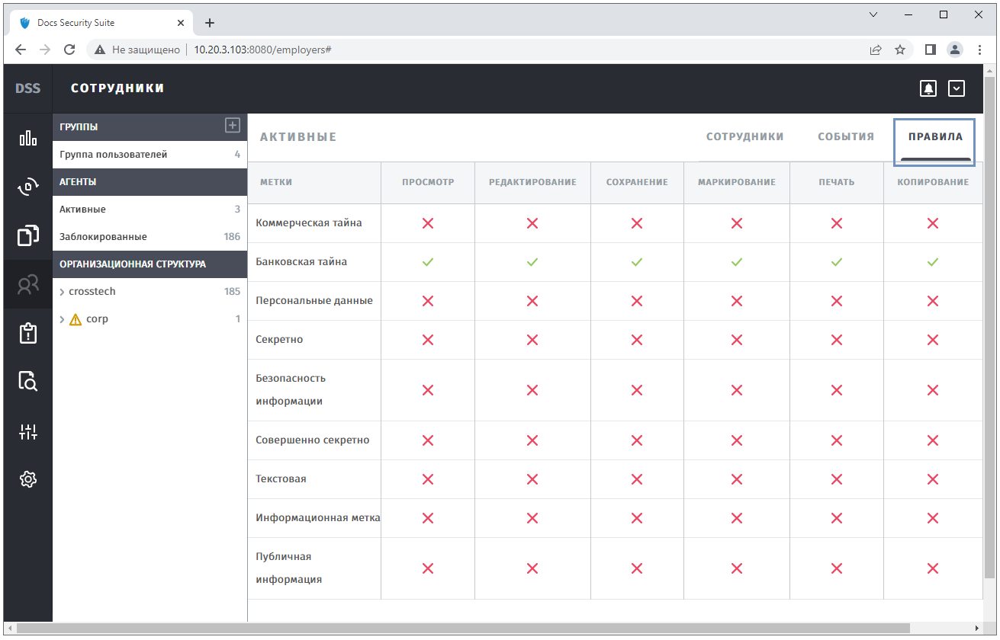 Docs Security Suite
Не защищено 10.20.3.103:8080/employers#
DSS СОТРУДНИКИ
ГРУППЫ
Группа пользователей 4
АГЕНТЫ
Активные 3
Заблокированные 186
ОРГАНИЗАЦИОННАЯ СТРУКТУРА
crosstech 185
corp 1
АКТИВНЫЕ СОТРУДНИКИ СОБЫТИЯ ПРАВИЛА
МЕТКИ ПРОСМОТР РЕДАКТИРОВАНИЕ СОХРАНЕНИЕ МАРКИРОВАНИЕ ПЕЧАТЬ КОПИРОВАНИЕ
Коммерческая тайна
Банковская тайна
Персональные данные
Секретно
Безопасность
информации
Совершенно секретно
Текстовая
Информационная метка
Публичная
информация